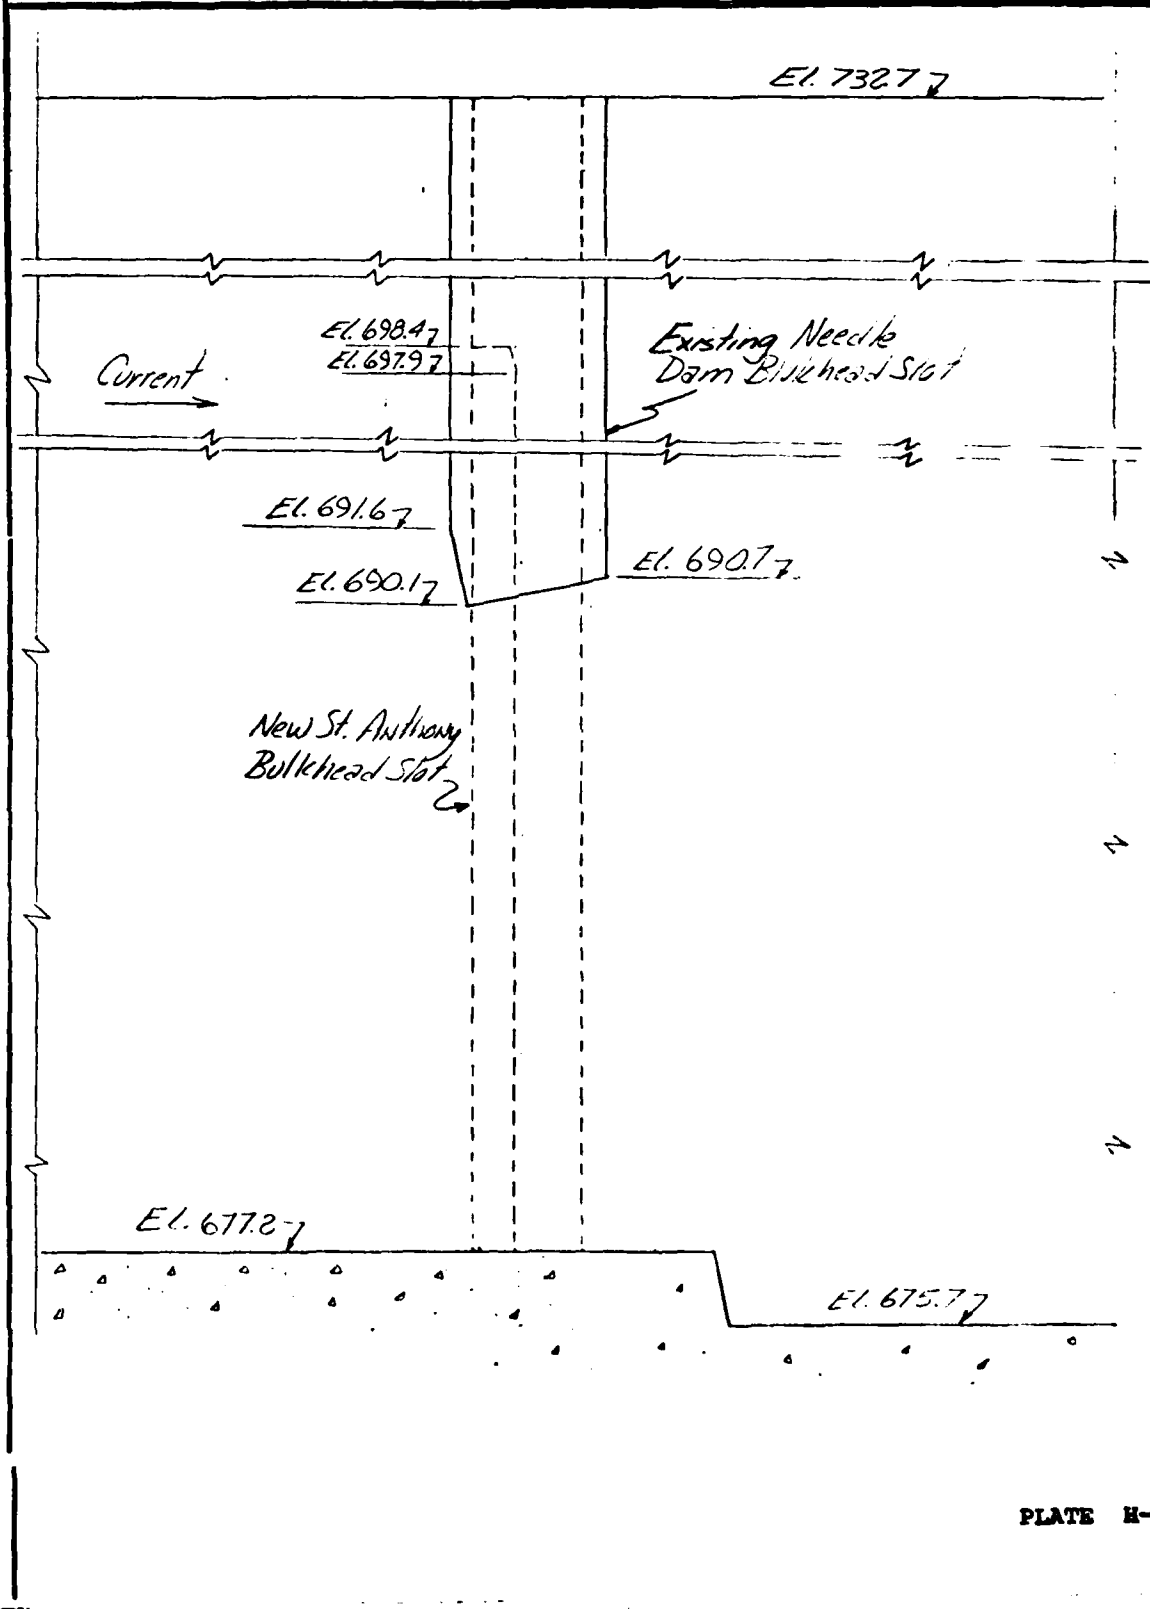 El. 732.7
El. 698.4
El. 697.9
Existing Needle
Dam Bulkhead Slot
Current
El. 691.6
El. 690.1
El. 690.7
New St. Anthony
Bulkhead Slot
El. 677.2
El. 675.7
PLATE H-